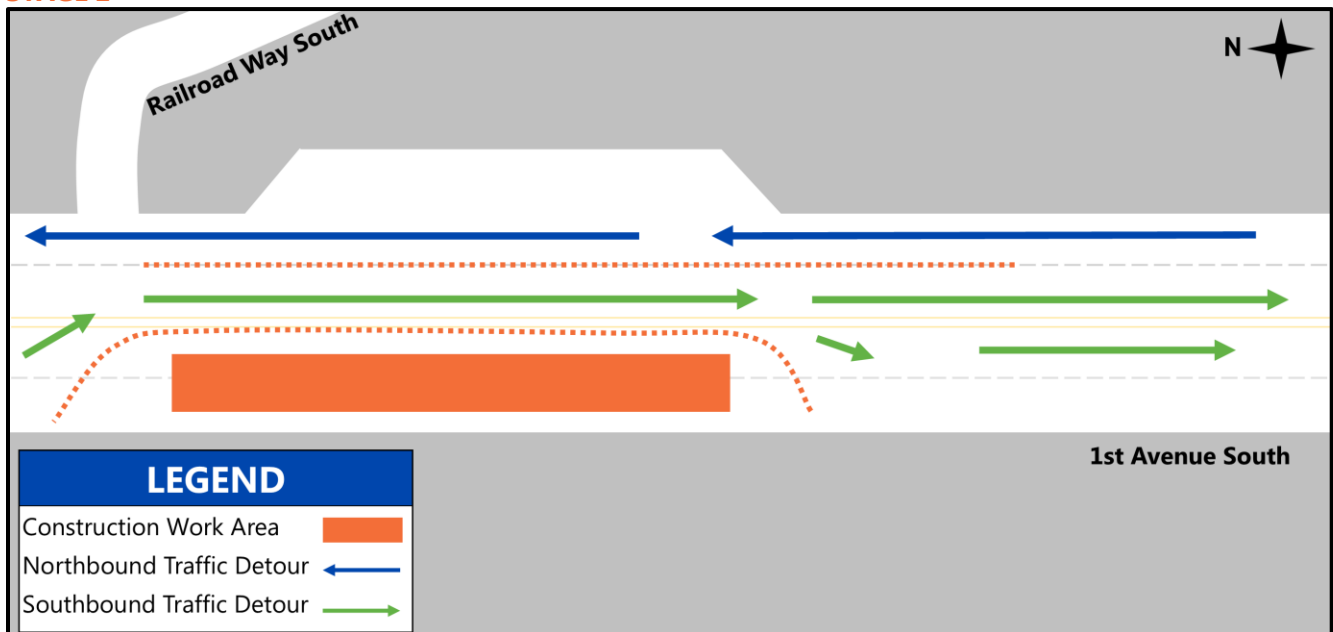 Railroad Way South
N
1st Avenue South
LEGEND
Construction Work Area
Northbound Traffic Detour
Southbound Traffic Detour